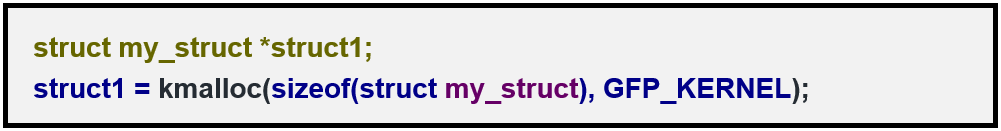 struct my_struct *struct1;
struct1 = kmalloc(sizeof(struct my_struct), GFP_KERNEL);